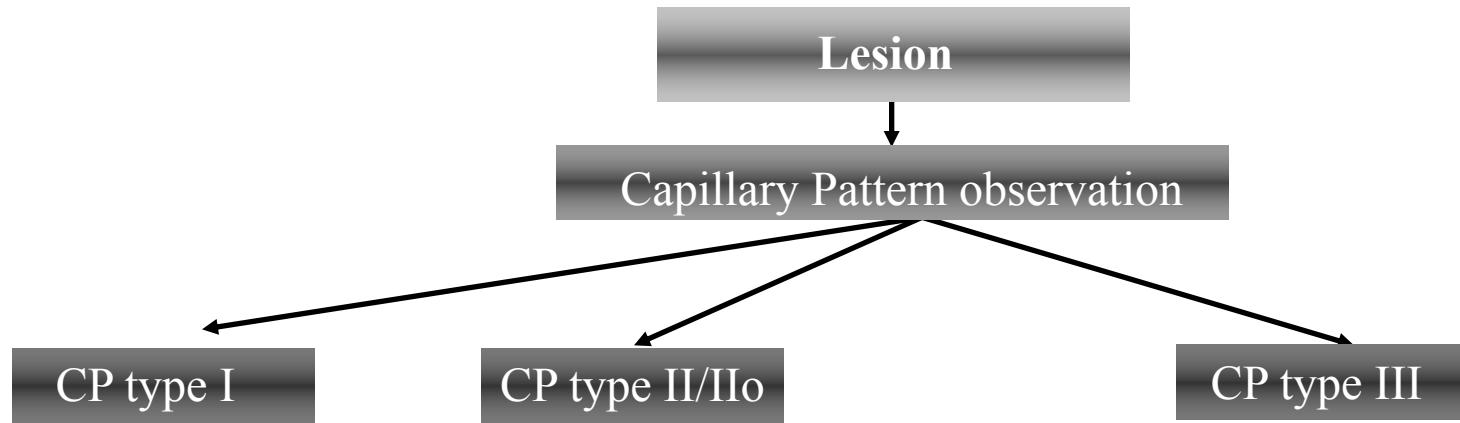 Lesion
Capillary Pattern observation
CP type I
CP type II/IIo
CP type III